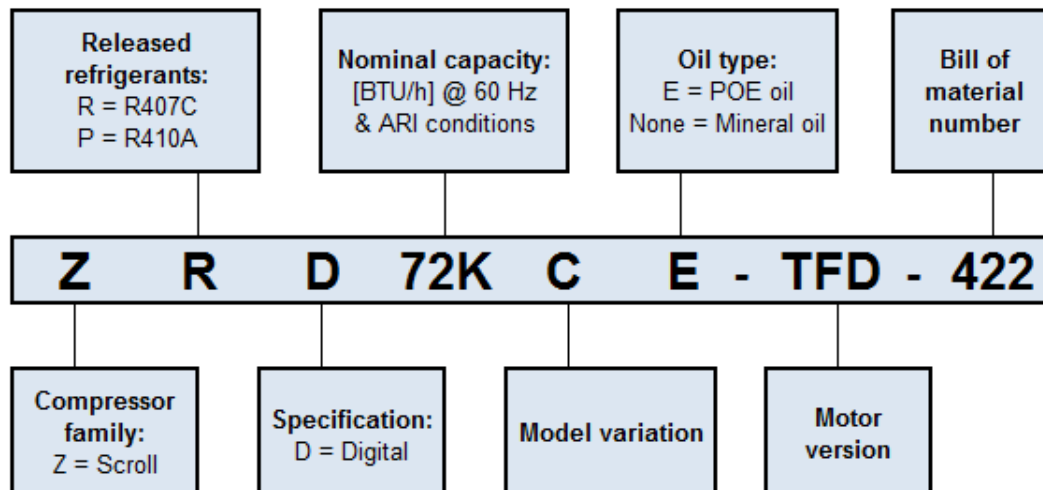 Released
refrigerants:
R = R407C
P = R410A
Nominal capacity:
[BTU/h] @ 60 Hz
& ARI conditions
Oil type:
E = POE oil
None = Mineral oil
Bill of
material
number
Z R D 72K C E - TFD - 422
Compressor
family:
Z = Scroll
Specification:
D = Digital
Model variation
Motor
version